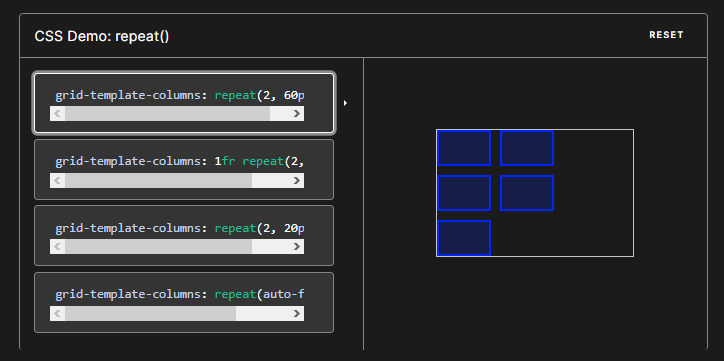 CSS Demo: repeat()
RESET
grid-template-columns: repeat(2, 60p
grid-template-columns: 1fr repeat(2,
grid-template-columns: repeat(2, 20p
grid-template-columns: repeat(auto-f